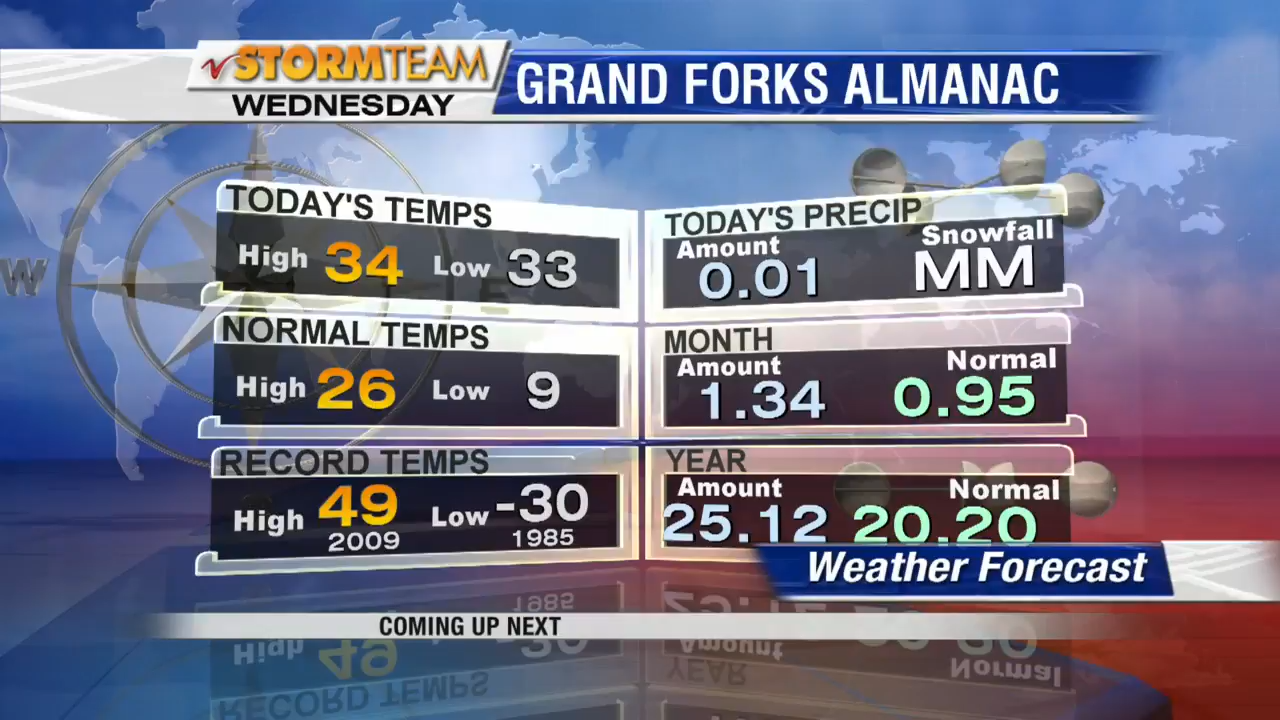 STORMTEAM
WEDNESDAY
GRAND FORKS ALMANAC
W
E
TODAY'S TEMPS
High 34 Low 33
NORMAL TEMPS
High 26 Low 9
RECORD TEMPS
High 49 Low -30
2009 1985
TODAY'S PRECIP
Amount Snowfall
0.01 MM
MONTH
Amount Normal
1.34 0.95
YEAR
Amount Normal
25.12 20.20
Weather Forecast
COMING UP NEXT